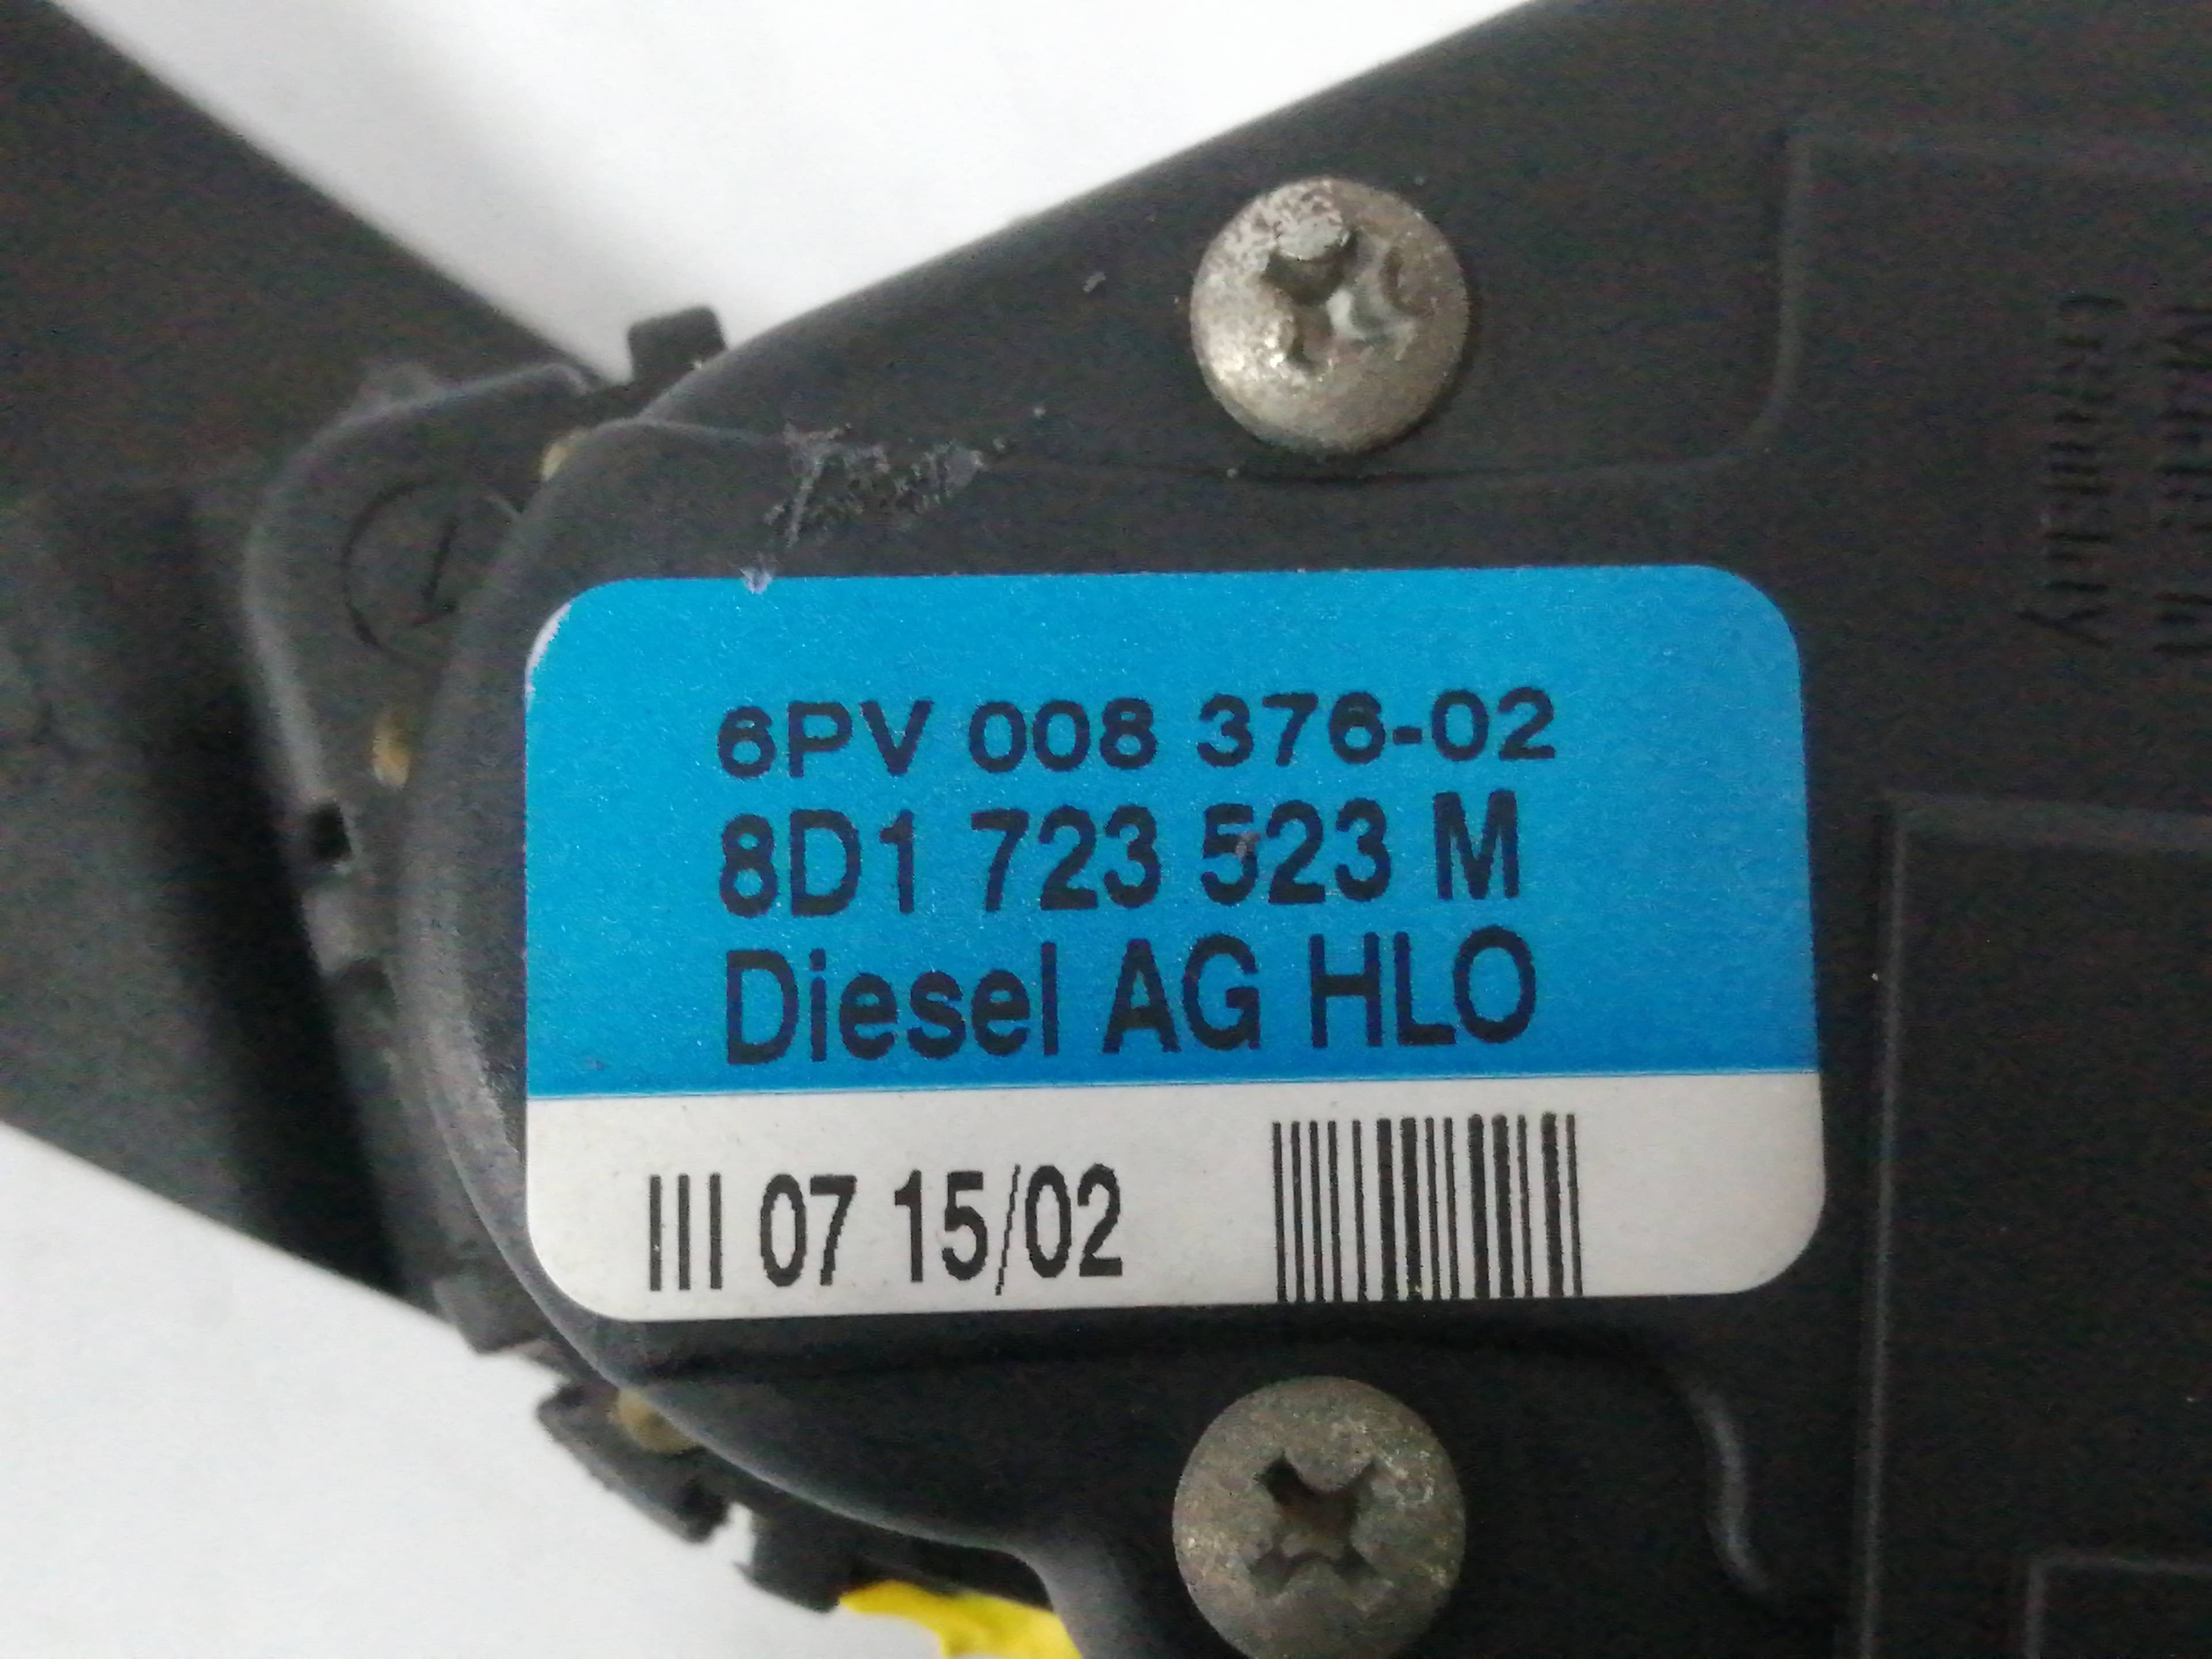 6PV 008 376-02
8D1 723 523 M
Diesel AG HLO
III 07 15/02